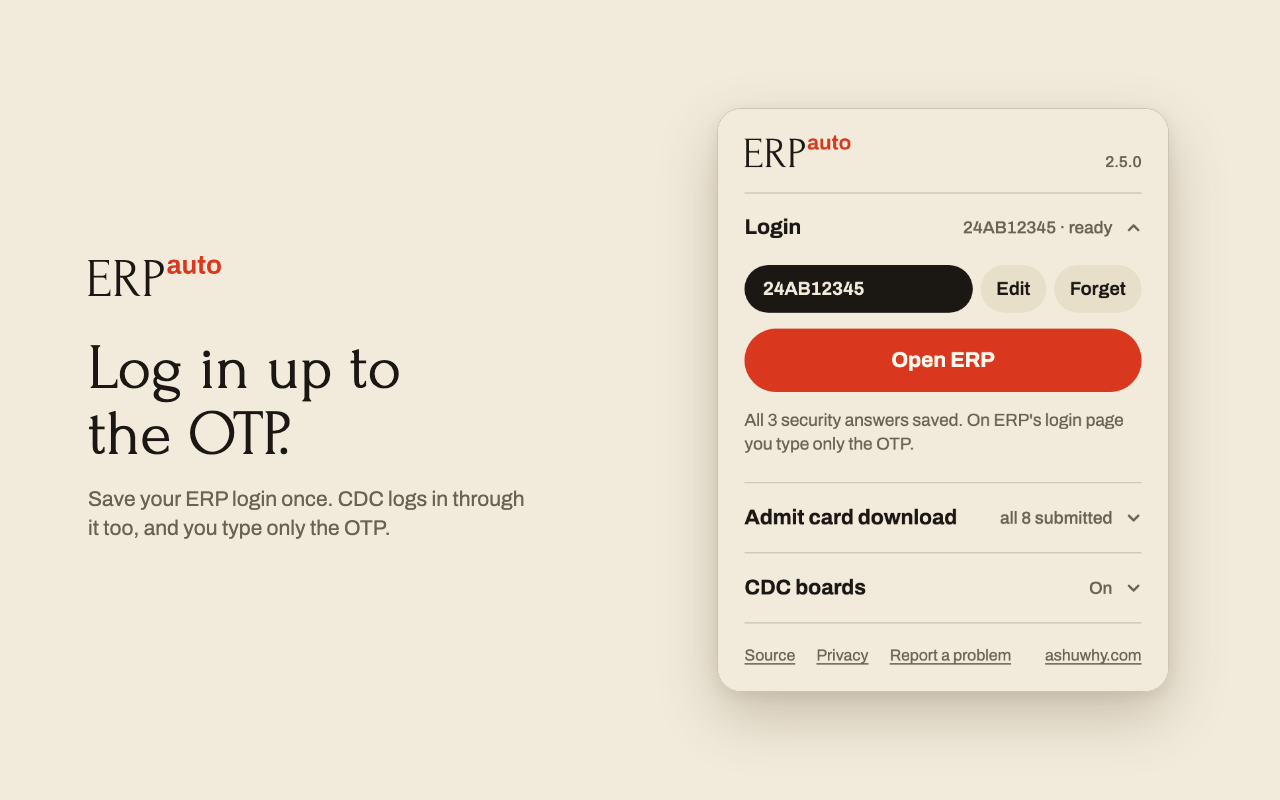 ERPauto
Log in up to
the OTP.
Save your ERP login once. CDC logs in through
it too, and you type only the OTP.
ERPauto
2.5.0
Login
24AB12345 · ready
24AB12345
Edit
Forget
Open ERP
All 3 security answers saved. On ERP's login page
you type only the OTP.
Admit card download
all 8 submitted
CDC boards
On
Source
Privacy
Report a problem
ashuwhy.com